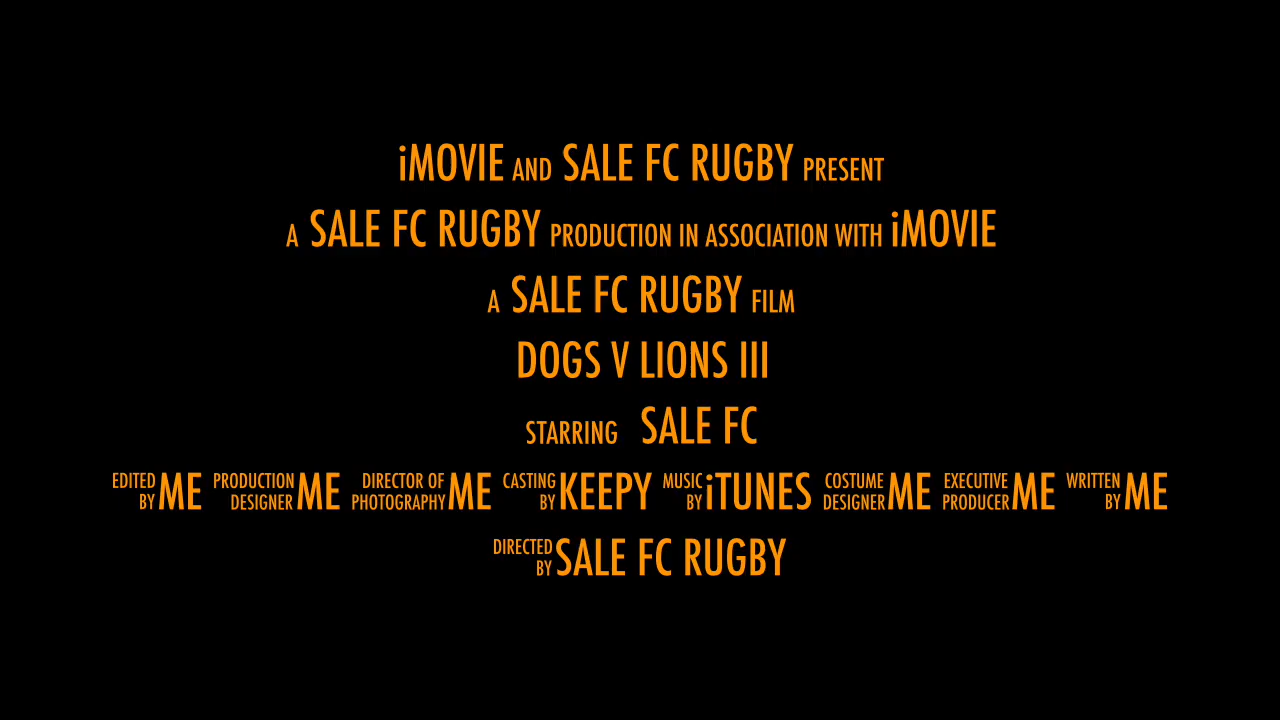 iMOVIE AND SALE FC RUGBY PRESENT
A SALE FC RUGBY PRODUCTION IN ASSOCIATION WITH iMOVIE
A SALE FC RUGBY FILM
DOGS V LIONS III
STARRING SALE FC
EDITED BY ME PRODUCTION DESIGNER ME DIRECTOR OF PHOTOGRAPHY ME CASTING BY KEEPY MUSIC BY iTUNES COSTUME DESIGNER ME EXECUTIVE PRODUCER ME WRITTEN BY ME
DIRECTED BY SALE FC RUGBY